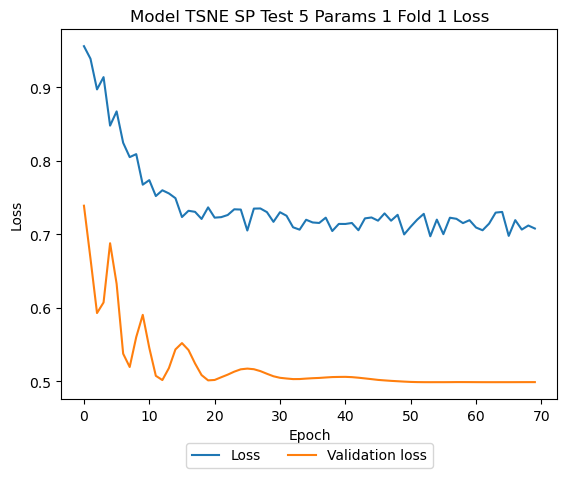 Model TSNE SP Test 5 Params 1 Fold 1 Loss
0.9
0.8
0.7
0.6
0.5
Loss
0 10 20 30 40 50 60 70
Epoch
Loss Validation loss